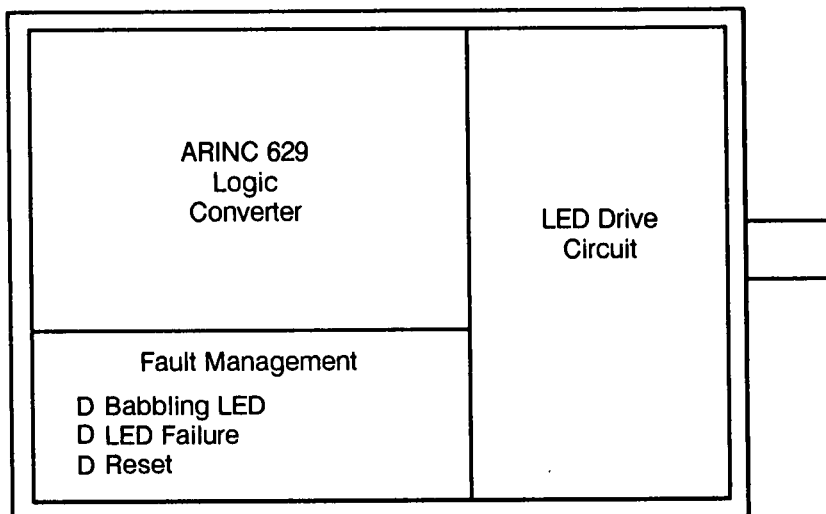 ARINC 629
Logic
Converter
LED Drive
Circuit
Fault Management
D Babbling LED
D LED Failure
D Reset